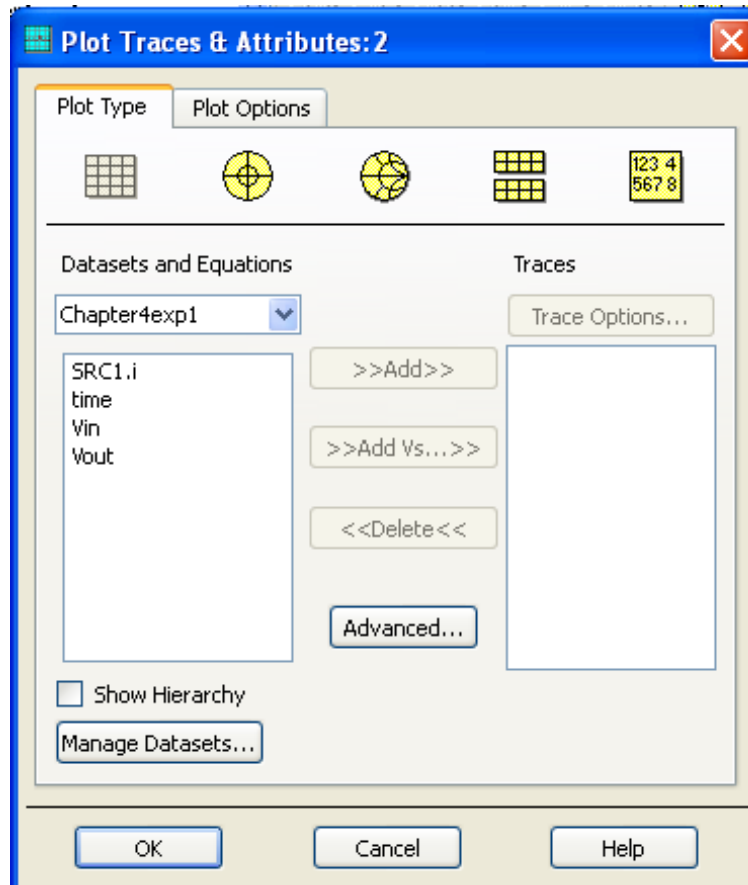 Plot Traces & Attributes:2
Plot Type
Plot Options
123 4
567 8
Datasets and Equations
Traces
Chapter4exp1
Trace Options...
SRC1.i
time
Vin
Vout
>>Add>>
>>Add Vs...>>
<<Delete<<
Advanced...
Show Hierarchy
Manage Datasets...
OK
Cancel
Help